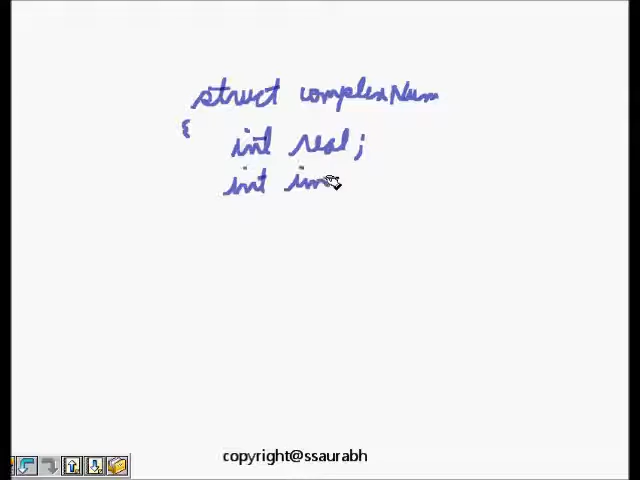 struct complexNum
{
int real;
int im
copyright@ssaurabh